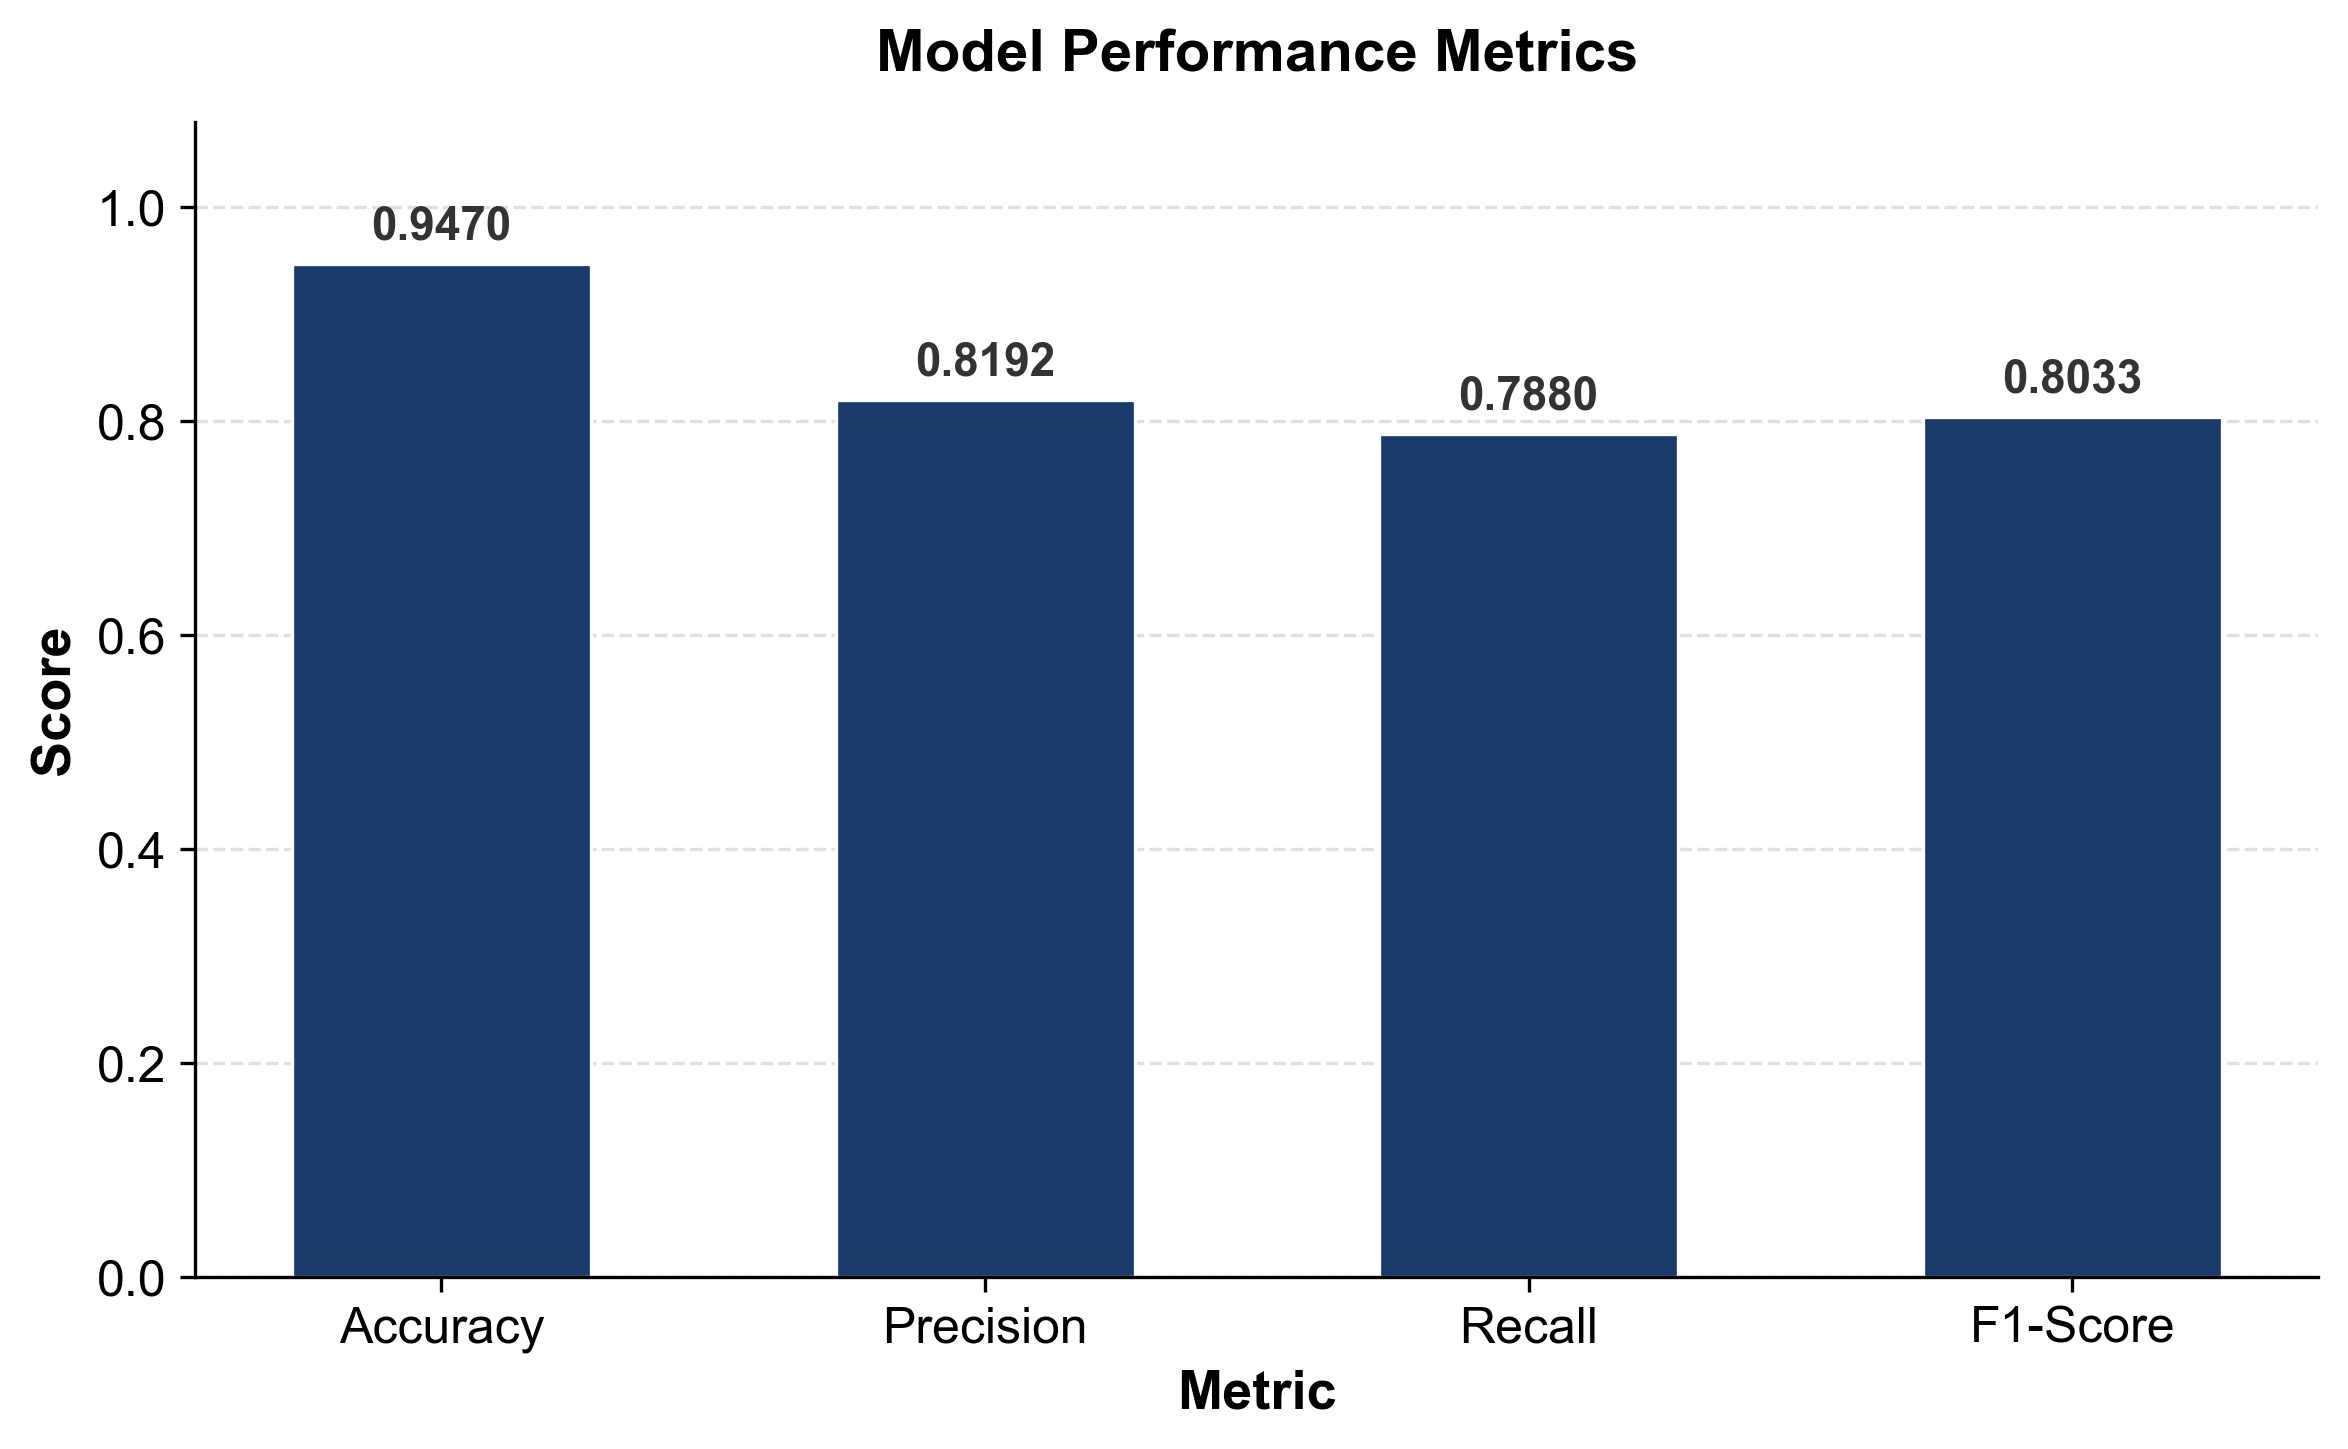 Model Performance Metrics
1.0
0.8
0.6
0.4
0.2
0.0
Score
0.9470
0.8192
0.7880
0.8033
Accuracy
Precision
Recall
F1-Score
Metric